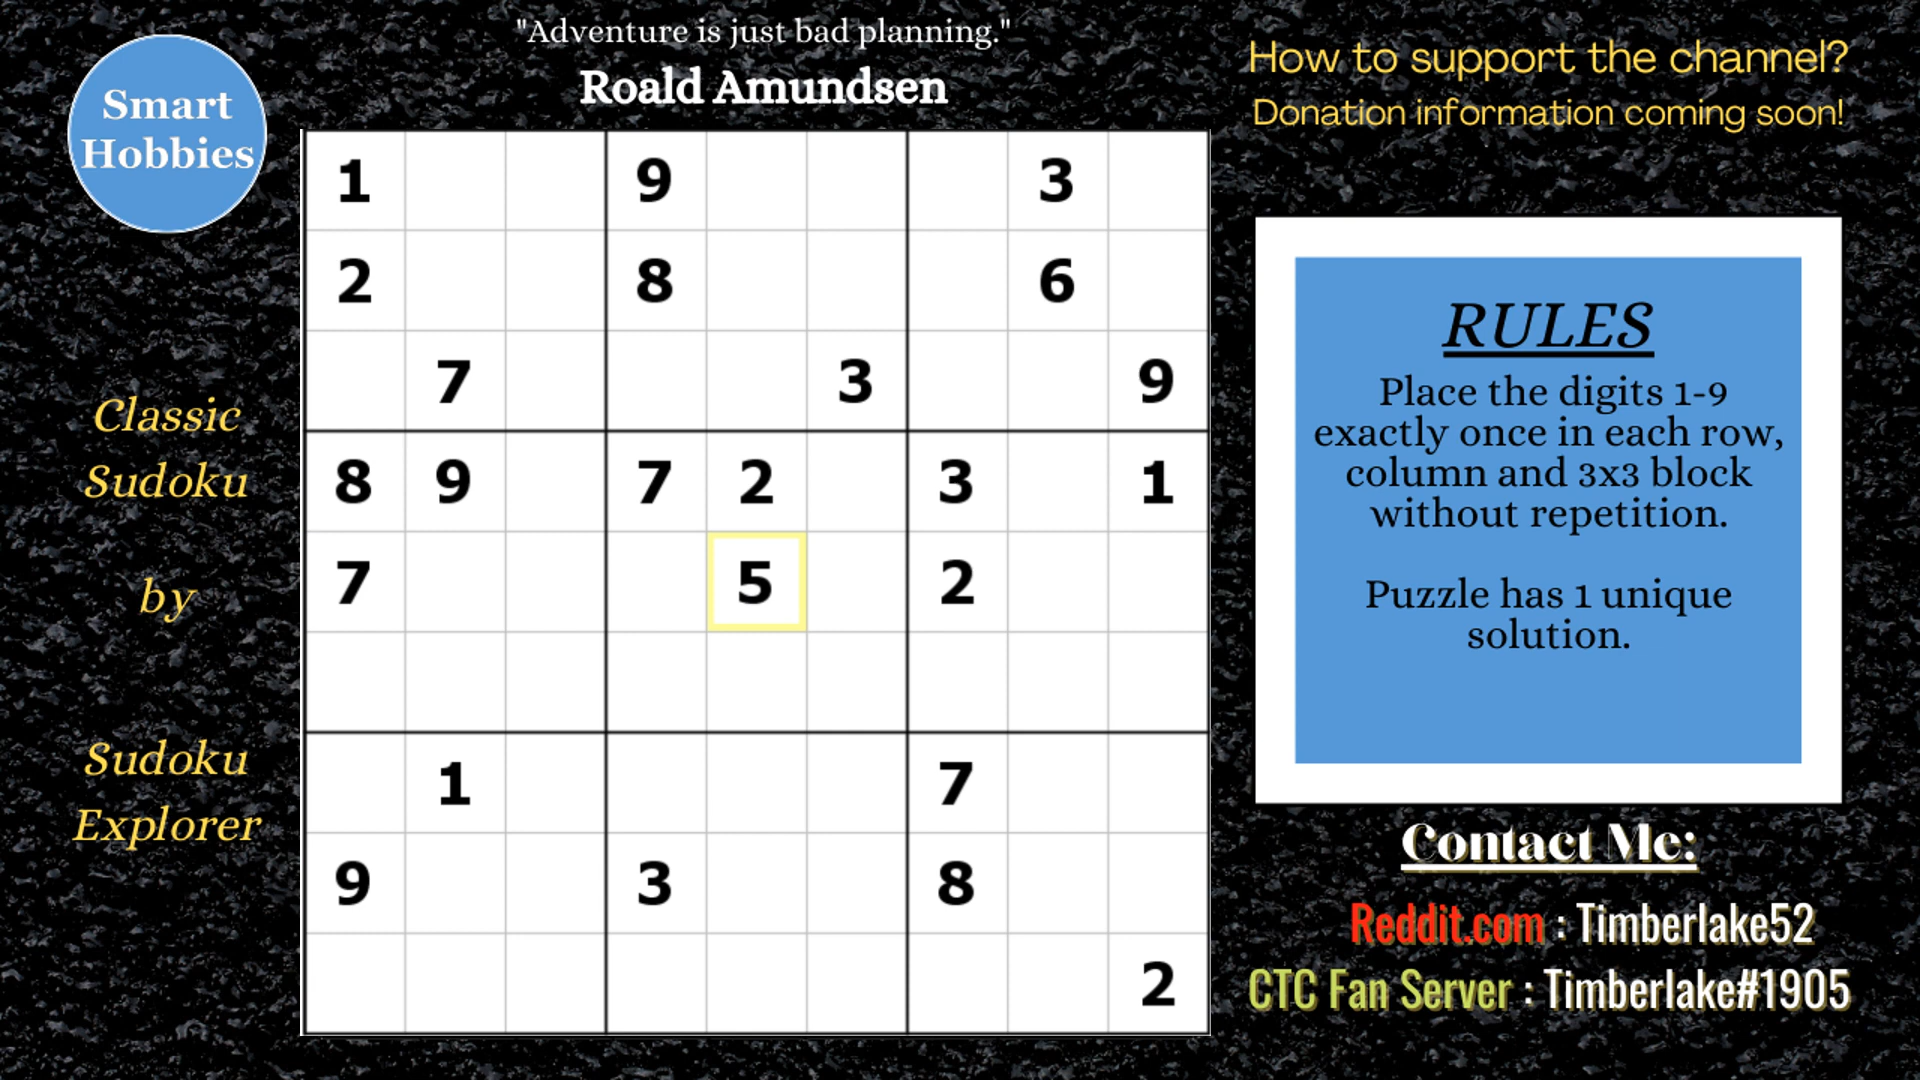 "Adventure is just bad planning."
Roald Amundsen
Smart
Hobbies
Classic
Sudoku
by
Sudoku
Explorer
1 9 3
2 8 6
7 3 9
8 9 7 2 3 1
7 5 2
1 7
9 3 8
2
How to support the channel?
Donation information coming soon!
RULES
Place the digits 1-9
exactly once in each row,
column and 3x3 block
without repetition.
Puzzle has 1 unique
solution.
Contact Me:
Reddit.com : Timberlake52
CTC Fan Server : Timberlake#1905